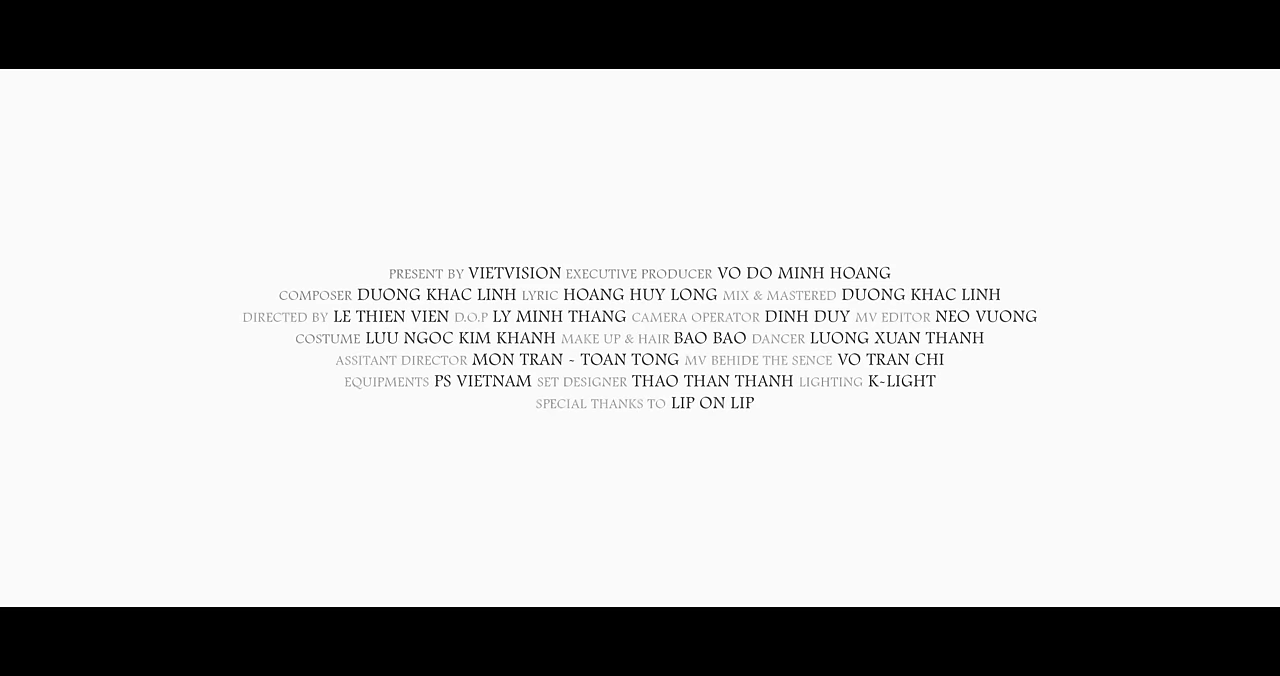 PRESENT BY VIETVISION EXECUTIVE PRODUCER VO DO MINH HOANG
COMPOSER DUONG KHAC LINH LYRIC HOANG HUY LONG MIX & MASTERED DUONG KHAC LINH
DIRECTED BY LE THIEN VIEN D.O.P LY MINH THANG CAMERA OPERATOR DINH DUY MV EDITOR NEO VUONG
COSTUME LUU NGOC KIM KHANH MAKE UP & HAIR BAO BAO DANCER LUONG XUAN THANH
ASSITANT DIRECTOR MON TRAN - TOAN TONG MV BEHIDE THE SENCE VO TRAN CHI
EQUIPMENTS PS VIETNAM SET DESIGNER THAO THAN THANH LIGHTING K-LIGHT
SPECIAL THANKS TO LIP ON LIP